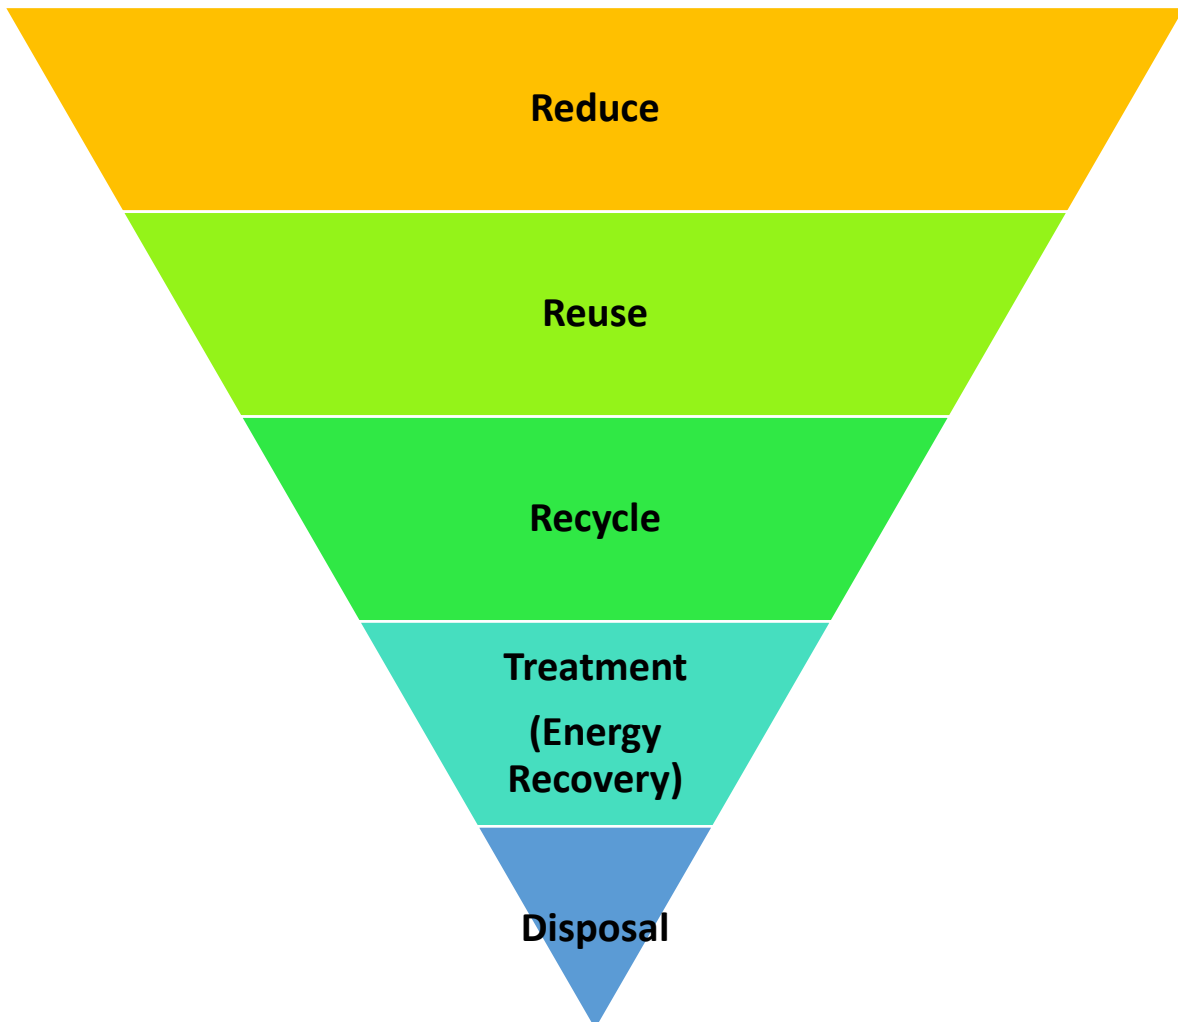 Reduce
Reuse
Recycle
Treatment
(Energy
Recovery)
Disposal